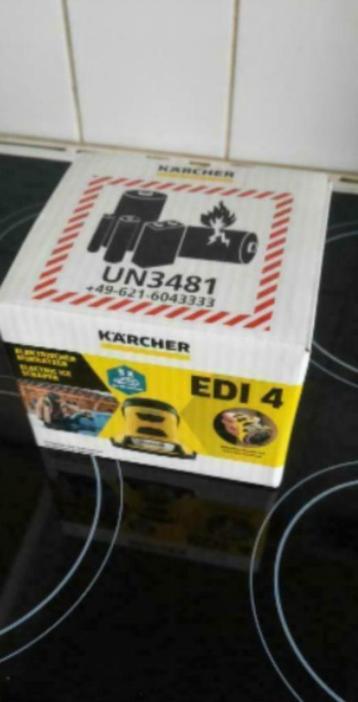 KÄRCHER
UN3481
+49-621-6043333
KÄRCHER
ELEKTRISCHER
EISKRATZER
ELECTRIC ICE
SCRAPER
EDI 4